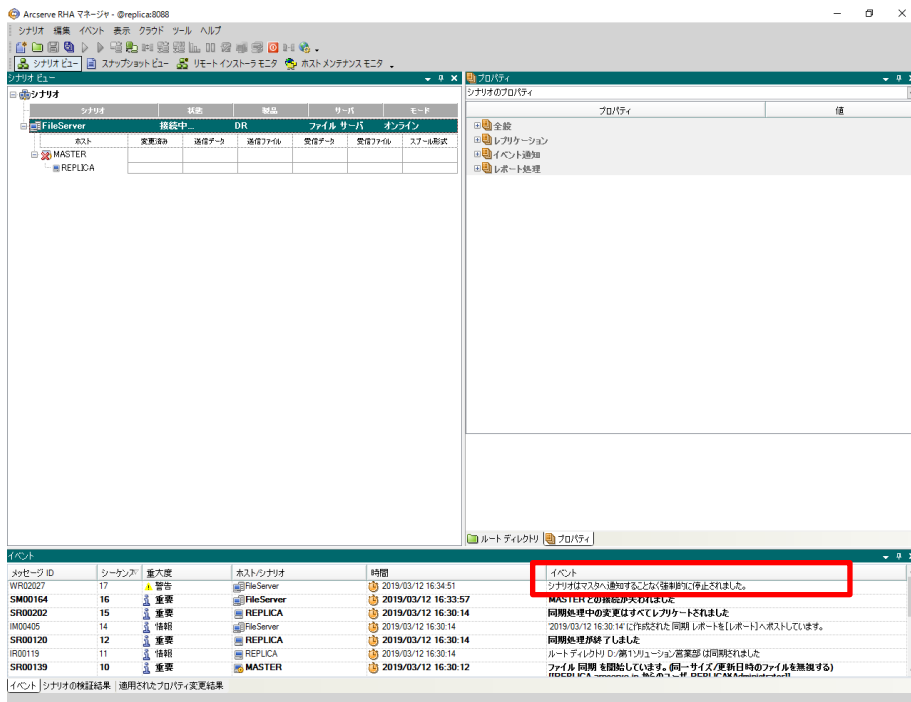 Arcserve RHA マネージャ - @replica:8088
シナリオ 編集 イベント 表示 クラウド ツール ヘルプ
シナリオ ビュー スナップショット ビュー リモート インストーラ モニタ ホスト メンテナンス モニタ
シナリオ ビュー
シナリオ
シナリオ 状態 製品 サーバ モード
FileServer 接続中... DR ファイル サーバ オンライン
ホスト 変更済み 送信データ 送信ファイル 受信データ 受信ファイル スプール形式
MASTER
REPLICA
プロパティ
シナリオのプロパティ
プロパティ 値
全般
レプリケーション
イベント通知
レポート処理
ルート ディレクトリ プロパティ
イベント
メッセージ ID シーケンス 重大度 ホスト/シナリオ 時間 イベント
WR02027 17 警告 FileServer 2019/03/12 16:34:51 シナリオはマスタへ通知することなく強制的に停止されました。
SM00164 16 重要 FileServer 2019/03/12 16:33:57 MASTER との接続が失われました
SR00202 15 重要 REPLICA 2019/03/12 16:30:14 同期処理中の変更はすべてレプリケートされました
IM00405 14 情報 FileServer 2019/03/12 16:30:14 '2019/03/12 16:30:14'に作成された 同期 レポートを[レポート]へポストしています。
SR00120 12 重要 REPLICA 2019/03/12 16:30:14 同期処理が終了しました
IR00119 11 情報 REPLICA 2019/03/12 16:30:14 ルートディレクトリ D:/第1ソリューション営業部 は同期されました
SR00139 10 重要 MASTER 2019/03/12 16:30:12 ファイル 同期 を開始しています。(同一サイズ/更新日時のファイルを無視する)
イベント シナリオの検証結果 適用されたプロパティ変更結果